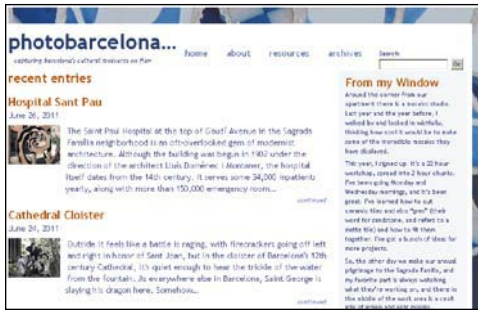 photobarcelona...
capturing barcelona's cultural treasures on film
home about resources archives
Search:
Go
recent entries
Hospital Sant Pau
June 26, 2011
The Saint Paul Hospital at the top of Gaudí Avenue in the Sagrada
Família neighborhood is an oft-overlooked gem of modernist
architecture. Although the building was begun in 1902 under the
direction of the architect Lluís Domènec i Montaner, the hospital
itself dates from the 14th century. It serves some 34,000 inpatients
yearly, along with more than 150,000 emergency room...
continued
Cathedral Cloister
June 24, 2011
Outside it feels like a battle is raging, with firecrackers going off left
and right in honor of Sant Joan, but in the cloister of Barcelona's 12th
century Cathedral, it's quiet enough to hear the trickle of the water
from the fountain. As everywhere else in Barcelona, Saint George is
slaying his dragon here. Somehow...
continued
From my Window
Around the corner from our
apartment there is a mosaics studio.
Last year and the year before, I
walked by and looked in wistfully,
thinking how cool it would be to make
some of the incredible mosaics they
have displayed.
This year, I signed up. It's a 20 hour
workshop, spread into 2 hour chunks.
I've been going Monday and
Wednesday mornings, and it's been
great. I've learned how to cut
ceramic tiles and also "gres" (their
word for sandstone, and refers to a
matte tile) and how to fit them
together. I've got a bunch of ideas for
more projects.
So, the other day we make our annual
pilgrimage to the Sagrada Família, and
my favorite part is always watching
what they're working on, and there in
the middle of the work area is a